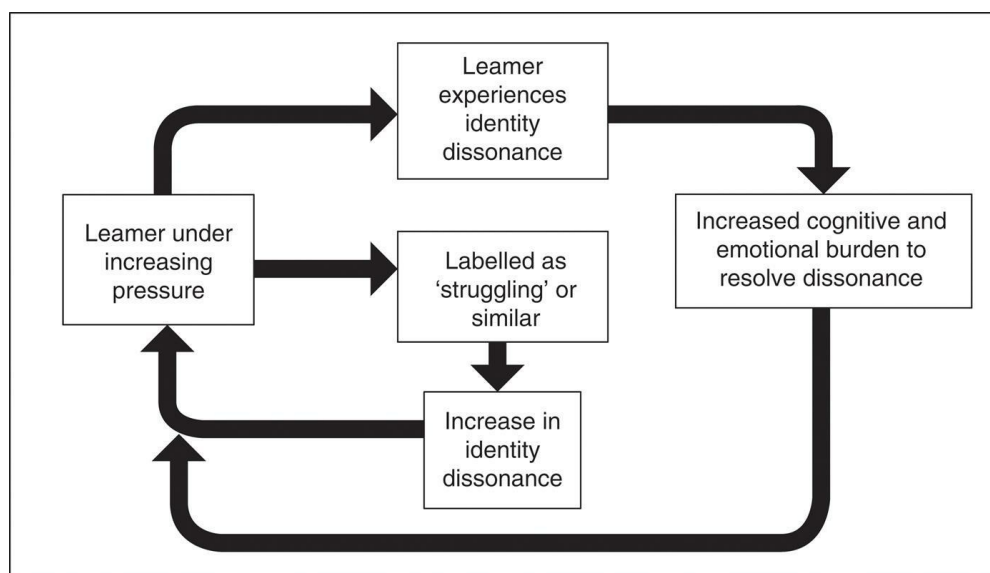 Leamer
experiences
identity
dissonance
Leamer under
increasing
pressure
Labelled as
‘struggling’ or
similar
Increased cognitive and
emotional burden to
resolve dissonance
Increase in
identity
dissonance